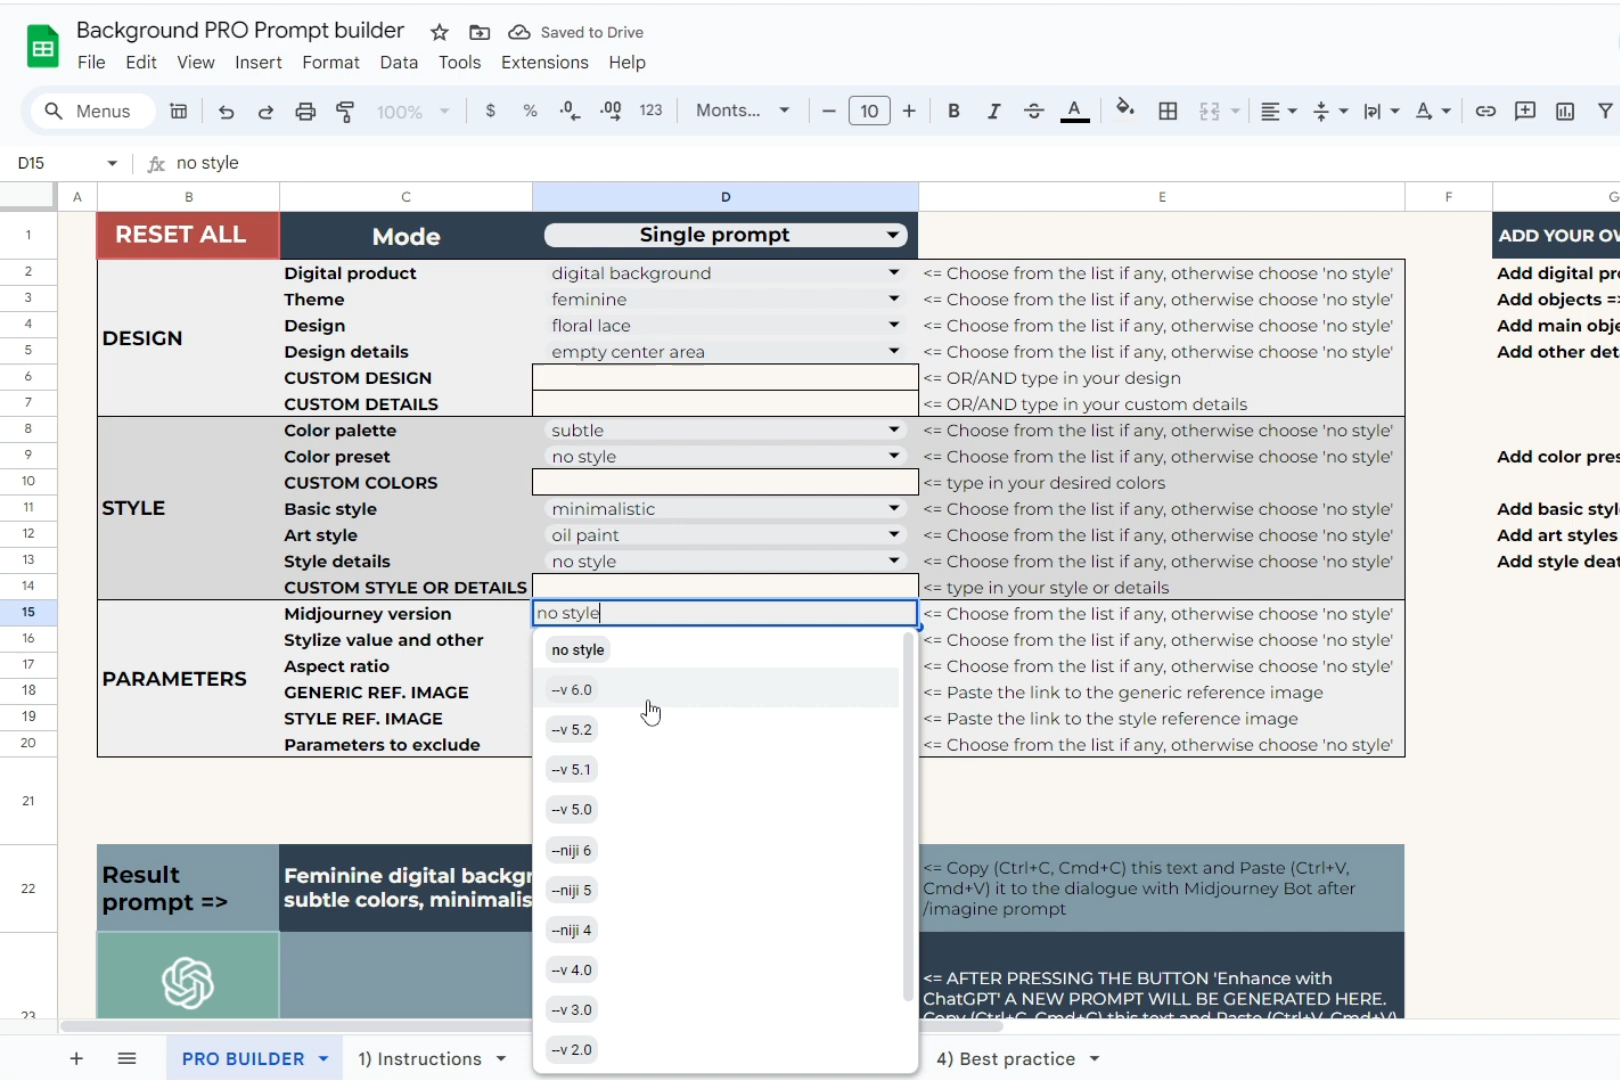 Background PRO Prompt builder
Saved to Drive
File Edit View Insert Format Data Tools Extensions Help
Menus 100% $ % .0 .00 123 Monts... 10 B I A
D15 fx no style
A B C D E F
1 RESET ALL Mode Single prompt ADD YOUR
2 Digital product digital background <= Choose from the list if any, otherwise choose 'no style' Add digital
3 Theme feminine <= Choose from the list if any, otherwise choose 'no style' Add objects =
4 Design floral lace <= Choose from the list if any, otherwise choose 'no style' Add main
DESIGN
5 Design details empty center area <= Choose from the list if any, otherwise choose 'no style' Add other
6 CUSTOM DESIGN <= OR/AND type in your design
7 CUSTOM DETAILS <= OR/AND type in your custom details
8 Color palette subtle <= Choose from the list if any, otherwise choose 'no style'
9 Color preset no style <= Choose from the list if any, otherwise choose 'no style' Add color
10 CUSTOM COLORS <= type in your desired colors
11 STYLE Basic style minimalistic <= Choose from the list if any, otherwise choose 'no style' Add basic
12 Art style oil paint <= Choose from the list if any, otherwise choose 'no style' Add art styles
13 Style details no style <= Choose from the list if any, otherwise choose 'no style' Add style
14 CUSTOM STYLE OR DETAILS <= type in your style or details
15 Midjourney version no style <= Choose from the list if any, otherwise choose 'no style'
16 Stylize value and other <= Choose from the list if any, otherwise choose 'no style'
17 Aspect ratio <= Choose from the list if any, otherwise choose 'no style'
PARAMETERS
18 GENERIC REF. IMAGE <= Paste the link to the generic reference image
19 STYLE REF. IMAGE <= Paste the link to the style reference image
20 Parameters to exclude <= Choose from the list if any, otherwise choose 'no style'
no style
--v 6.0
--v 5.2
--v 5.1
--v 5.0
--niji 6
--niji 5
--niji 4
--v 4.0
--v 3.0
--v 2.0
21
22
Result
prompt =>
Feminine digital
subtle colors,
<= Copy (Ctrl+C, Cmd+C) this text and Paste (Ctrl+V,
Cmd+V) it to the dialogue with Midjourney Bot after
/imagine prompt
23
<= AFTER PRESSING THE BUTTON 'Enhance with
ChatGPT' A NEW PROMPT WILL BE GENERATED HERE.
Copy (Ctrl+C, Cmd+C) this text and Paste (Ctrl+V, Cmd+V)
+ PRO BUILDER 1) Instructions 4) Best practice